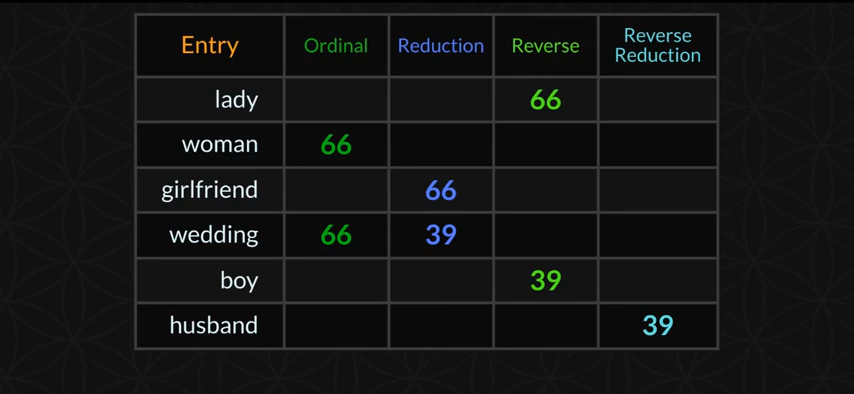 Entry Ordinal Reduction Reverse Reverse Reduction
lady 66
woman 66
girlfriend 66
wedding 66 39
boy 39
husband 39